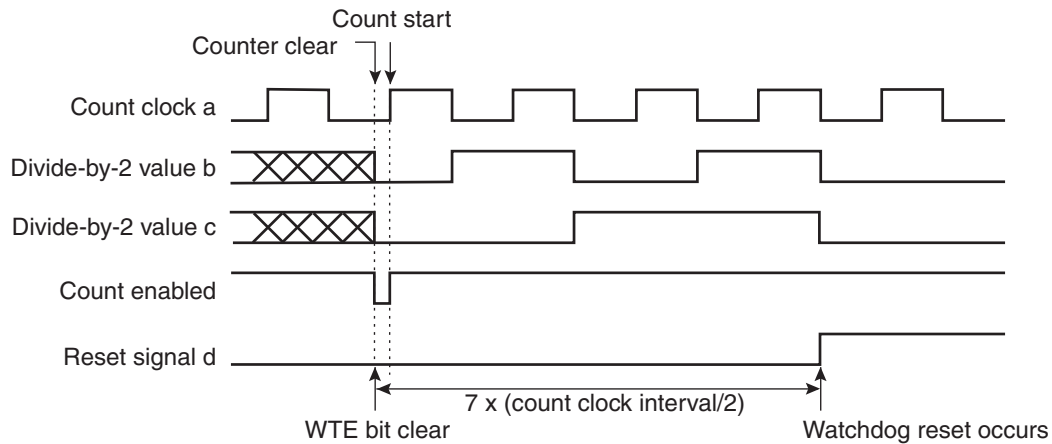 Count start
Counter clear
Count clock a
Divide-by-2 value b
Divide-by-2 value c
Count enabled
Reset signal d
7 x (count clock interval/2)
WTE bit clear
Watchdog reset occurs